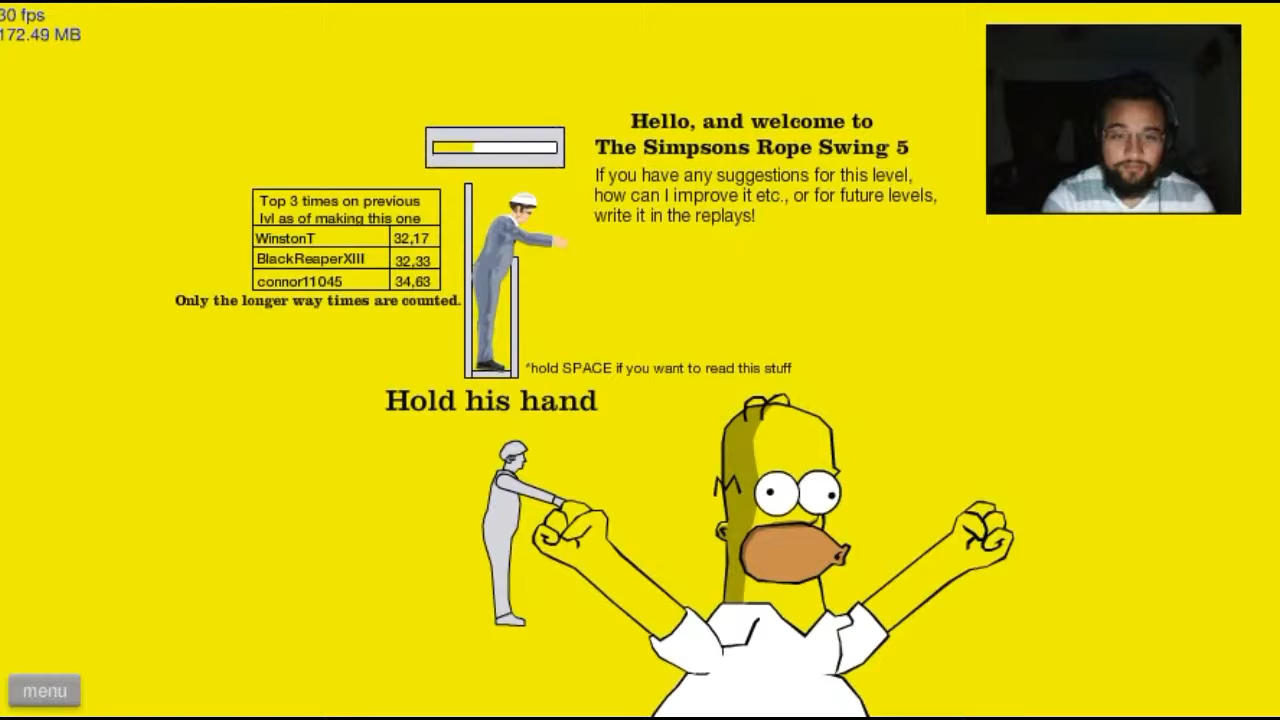 30 fps
172.49 MB
Hello, and welcome to
The Simpsons Rope Swing 5
If you have any suggestions for this level,
how can I improve it etc., or for future levels,
write it in the replays!
Top 3 times on previous
lvl as of making this one
WinstonT 32,17
BlackReaperXIII 32,33
connor11045 34,63
Only the longer way times are counted.
*hold SPACE if you want to read this stuff
Hold his hand
menu